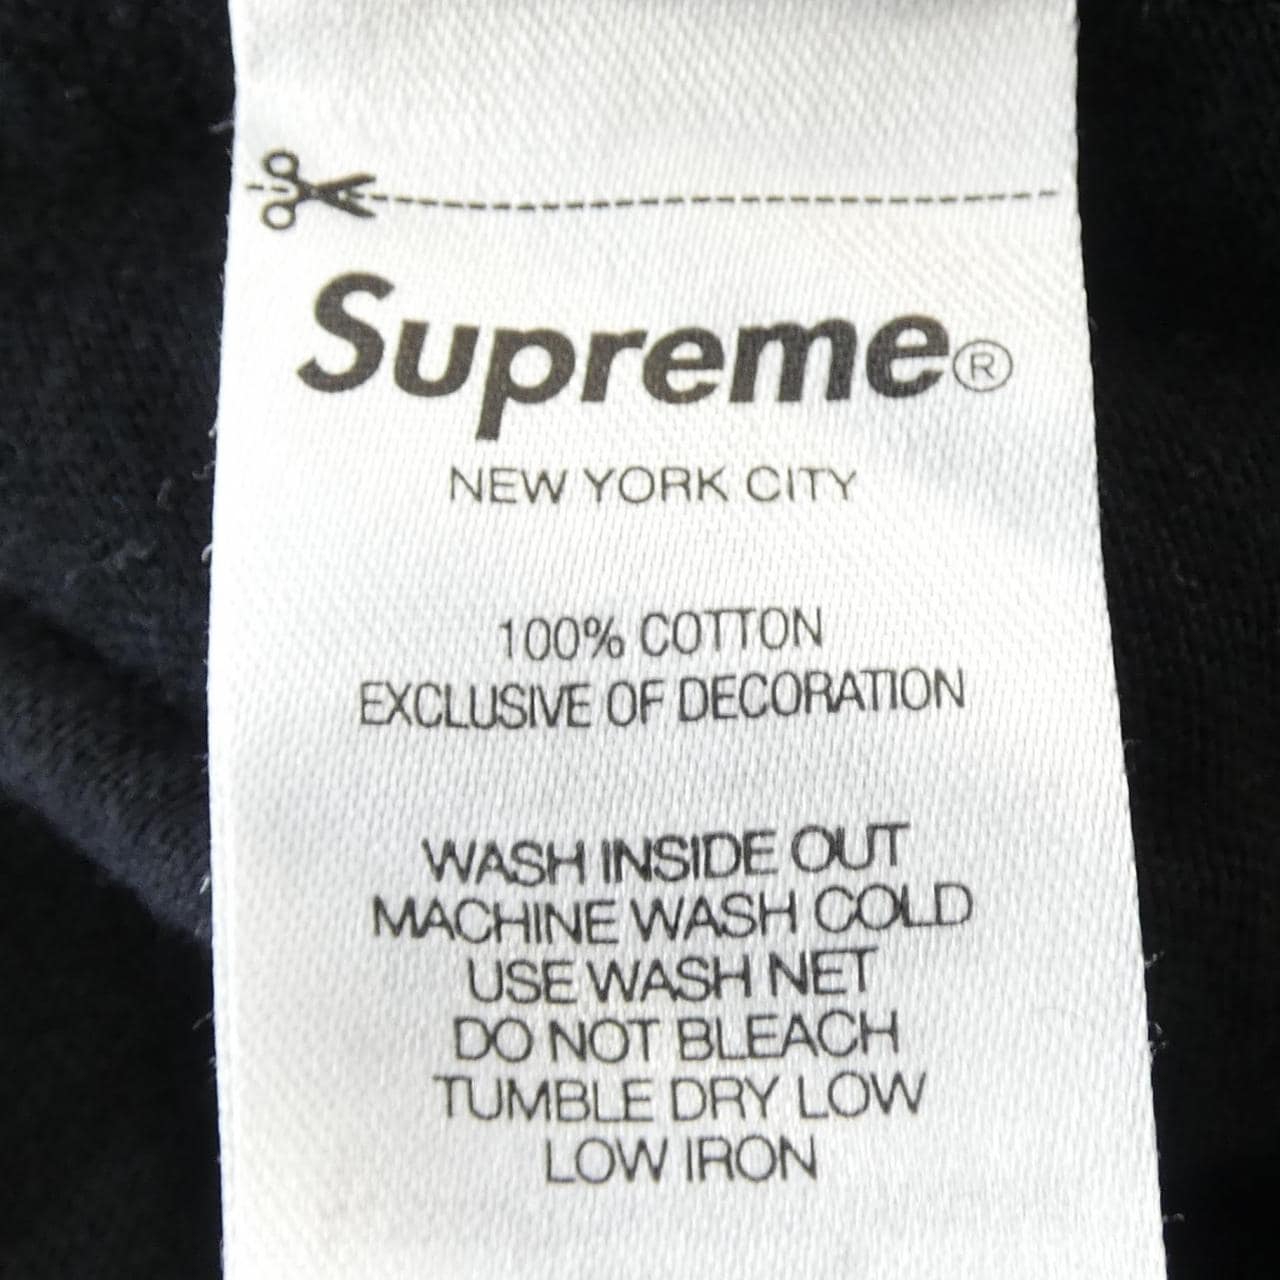 Supreme®
NEW YORK CITY
100% COTTON
EXCLUSIVE OF DECORATION
WASH INSIDE OUT
MACHINE WASH COLD
USE WASH NET
DO NOT BLEACH
TUMBLE DRY LOW
LOW IRON